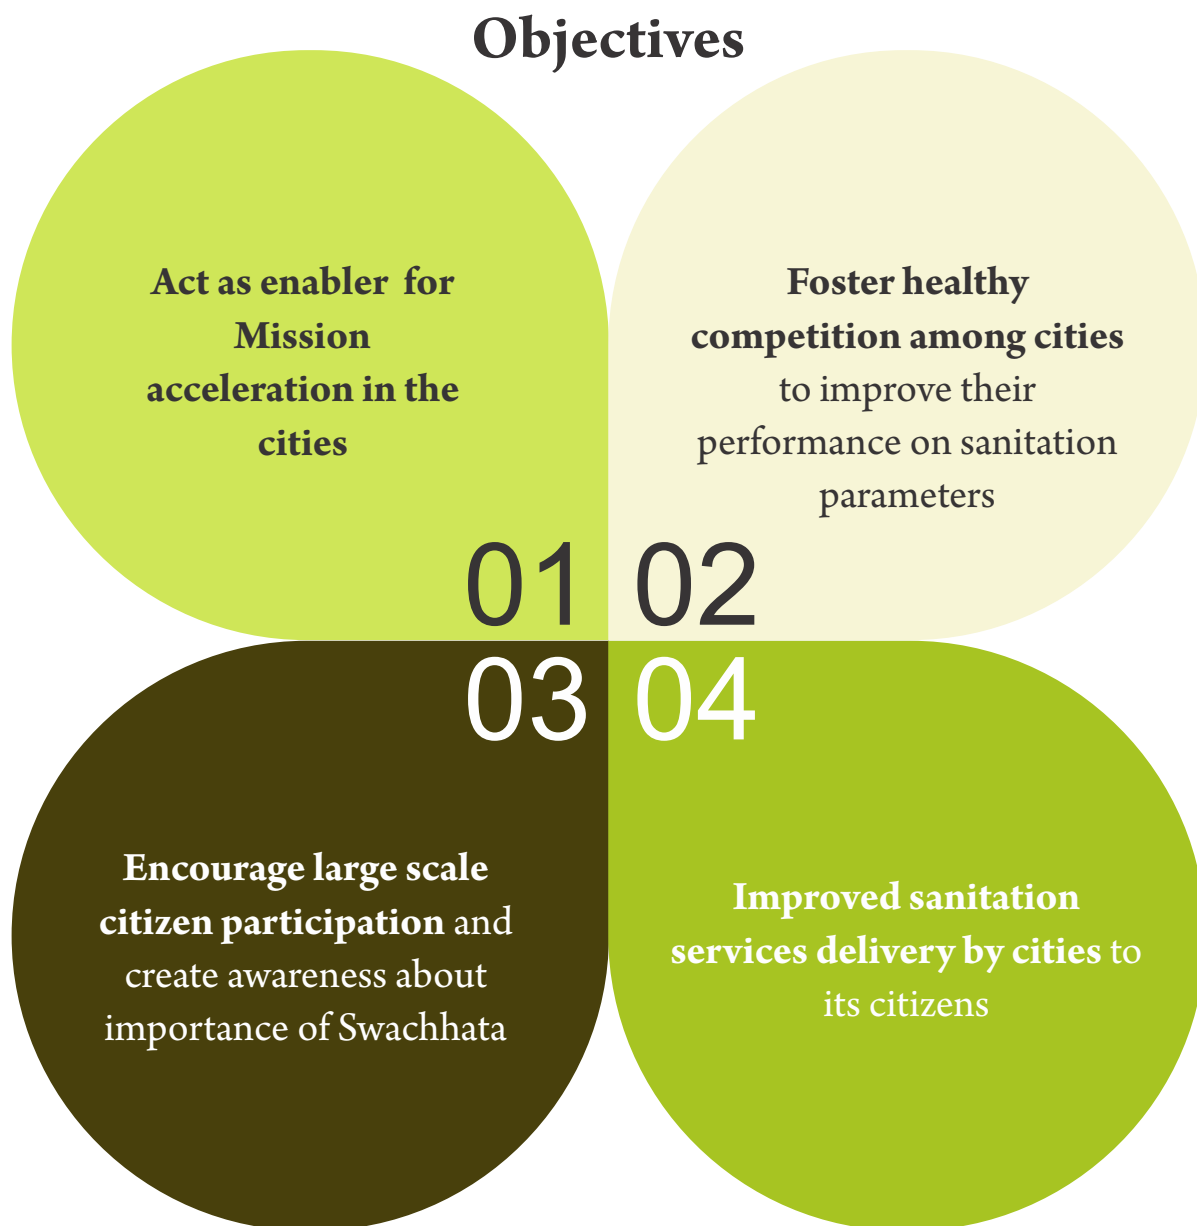 Objectives
Act as enabler for
Mission
acceleration in the
cities
01
Foster healthy
competition among cities
to improve their
performance on sanitation
parameters
02
03
Encourage large scale
citizen participation and
create awareness about
importance of Swachhata
04
Improved sanitation
services delivery by cities to
its citizens